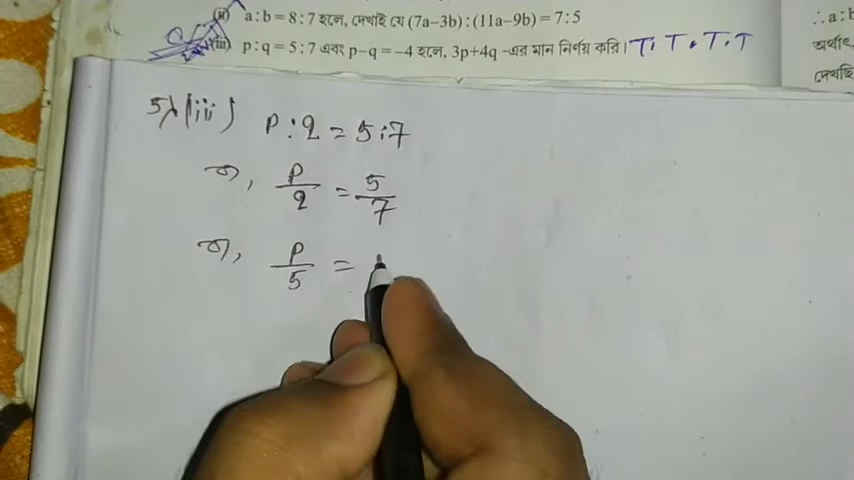 (ii) a:b = 8:7 হলে, দেখাই যে (7a–3b):(11a–9b) = 7:5
(iii) p:q = 5:7 এবং p–q = –4 হলে, 3p+4q -এর মান নির্ণয় করি। T. T. T. T
∴ a:b
অর্থাৎ,
দেখছি
5)(iii) p:q = 5:7
বা, p/q = 5/7
বা, p/5 =